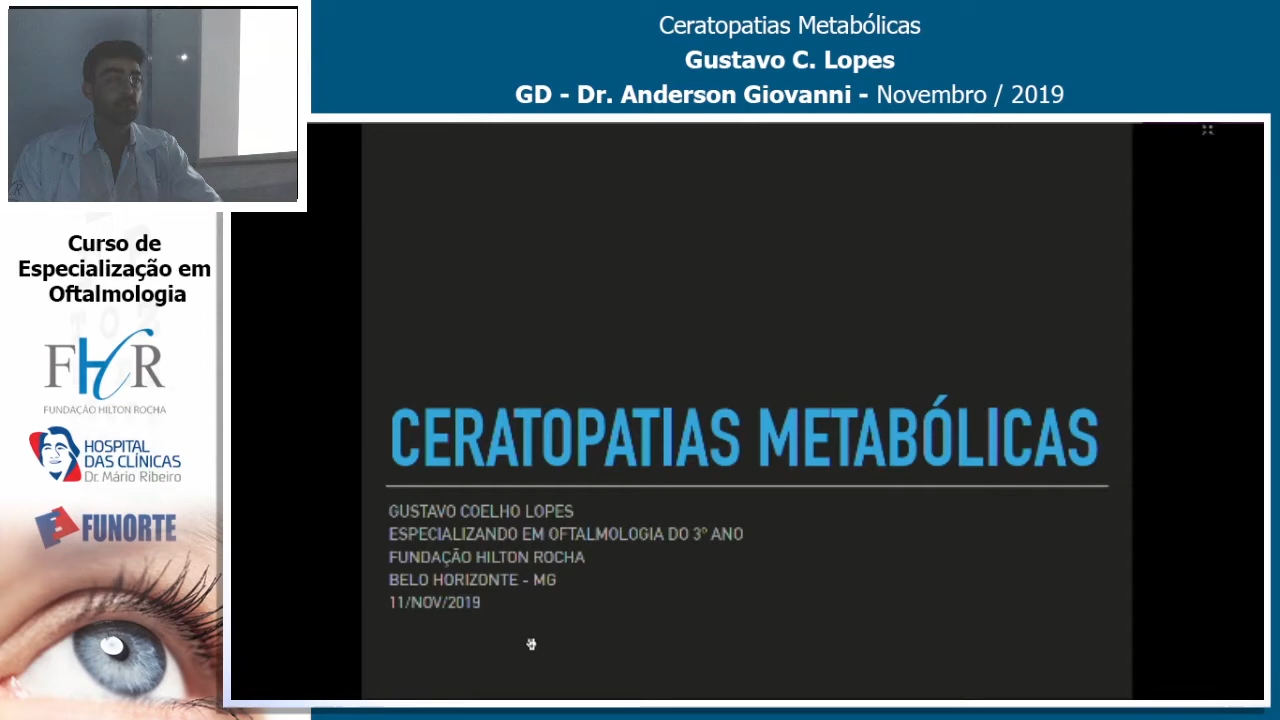 Ceratopatias Metabólicas
Gustavo C. Lopes
GD - Dr. Anderson Giovanni - Novembro / 2019
Curso de
Especialização em
Oftalmologia
FHR
FUNDAÇÃO HILTON ROCHA
HOSPITAL
DAS CLÍNICAS
Dr. Mário Ribeiro
FUNORTE
CERATOPATIAS METABÓLICAS
GUSTAVO COELHO LOPES
ESPECIALIZANDO EM OFTALMOLOGIA DO 3º ANO
FUNDAÇÃO HILTON ROCHA
BELO HORIZONTE - MG
11/NOV/2019